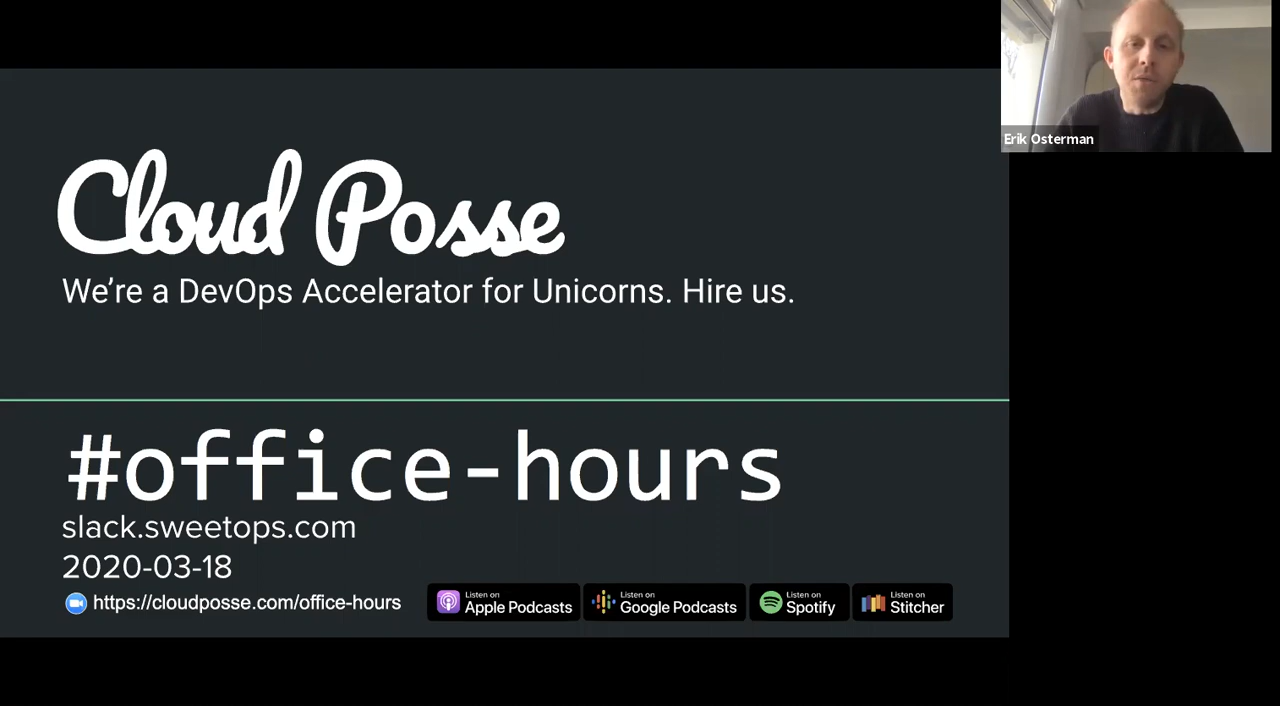 Cloud Posse
We're a DevOps Accelerator for Unicorns. Hire us.
#office-hours
slack.sweetops.com
2020-03-18
https://cloudposse.com/office-hours
Listen on
Apple Podcasts
Listen on
Google Podcasts
Listen on
Spotify
Listen on
Stitcher
Erik Osterman